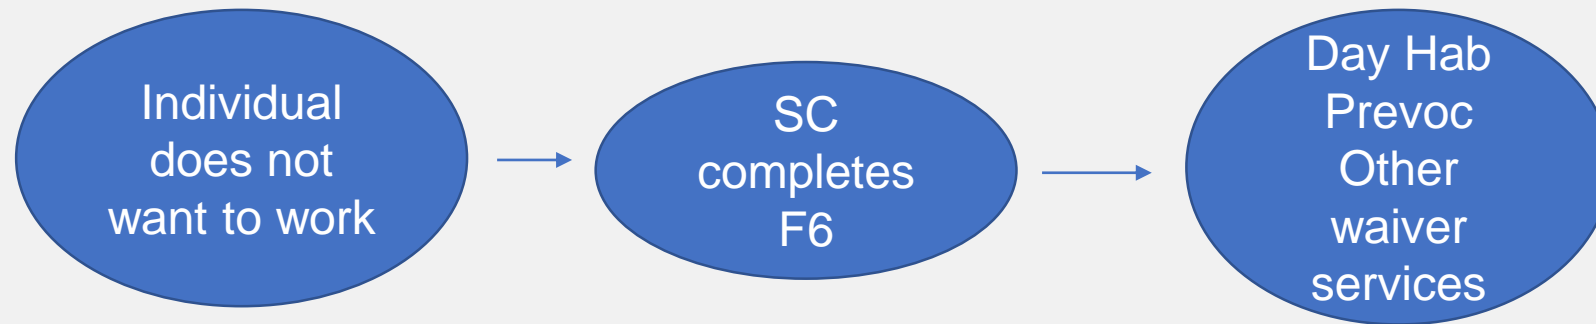 Individual
does not
want to work
SC
completes
F6
Day Hab
Prevoc
Other
waiver
services